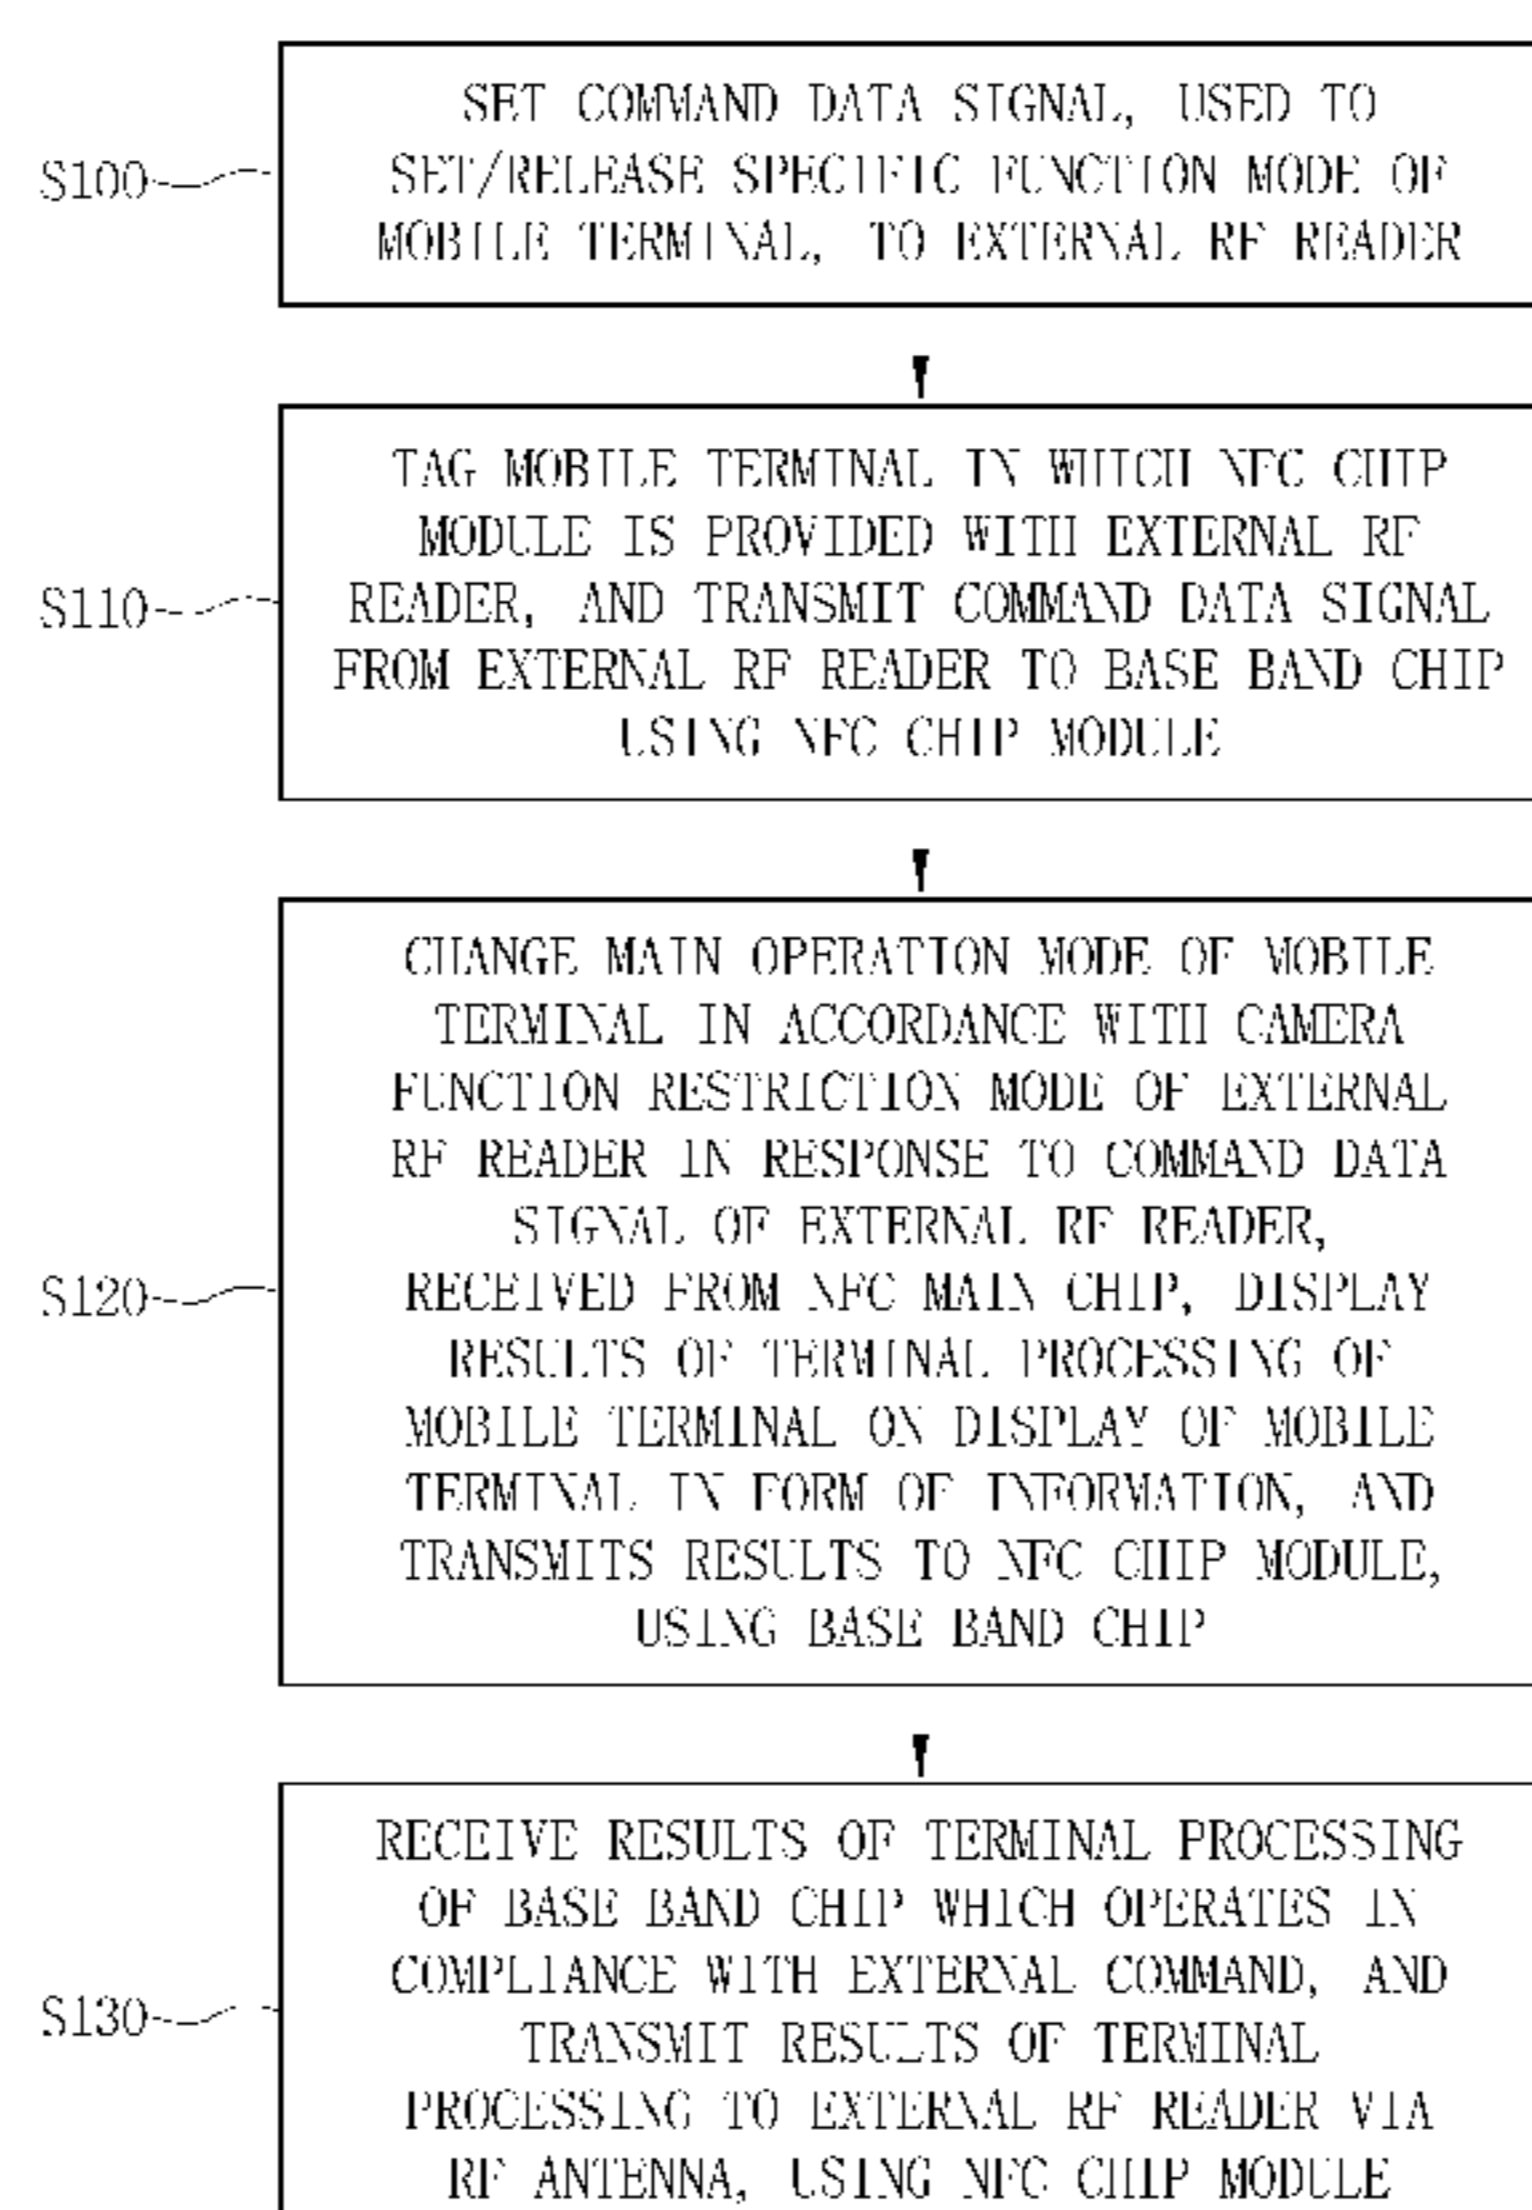 SET COMMAND DATA SIGNAL, USED TO
S100
SET/RELEASE SPECIFIC FUNCTION MODE OF
MOBILE TERMINAL, TO EXTERNAL RF READER
TAG MOBILE TERMINAL IN WHICH NFC CHIP
MODULE IS PROVIDED WITH EXTERNAL RF
S110
READER, AND TRANSMIT COMMAND DATA SIGNAL
FROM EXTERNAL RF READER TO BASE BAND CHIP
USING NFC CHIP MODULE
CHANGE MAIN OPERATION MODE OF MOBILE
TERMINAL IN ACCORDANCE WITH CAMERA
FUNCTION RESTRICTION MODE OF EXTERNAL
RF READER IN RESPONSE TO COMMAND DATA
SIGNAL OF EXTERNAL RF READER,
S120
RECEIVED FROM NFC MAIN CHIP, DISPLAY
RESULTS OF TERMINAL PROCESSING OF
MOBILE TERMINAL ON DISPLAY OF MOBILE
TERMINAL IN FORM OF INFORMATION, AND
TRANSMITS RESULTS TO NFC CHIP MODULE,
USING BASE BAND CHIP
RECEIVE RESULTS OF TERMINAL PROCESSING
OF BASE BAND CHIP WHICH OPERATES IN
COMPLIANCE WITH EXTERNAL COMMAND, AND
S130
TRANSMIT RESULTS OF TERMINAL
PROCESSING TO EXTERNAL RF READER VIA
RF ANTENNA, USING NFC CHIP MODULE